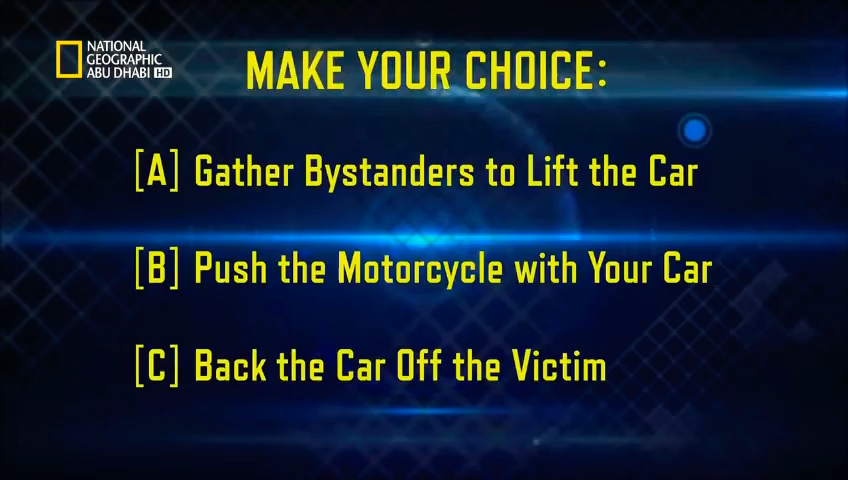 NATIONAL
GEOGRAPHIC
ABU DHABI HD
MAKE YOUR CHOICE:
[A] Gather Bystanders to Lift the Car
[B] Push the Motorcycle with Your Car
[C] Back the Car Off the Victim